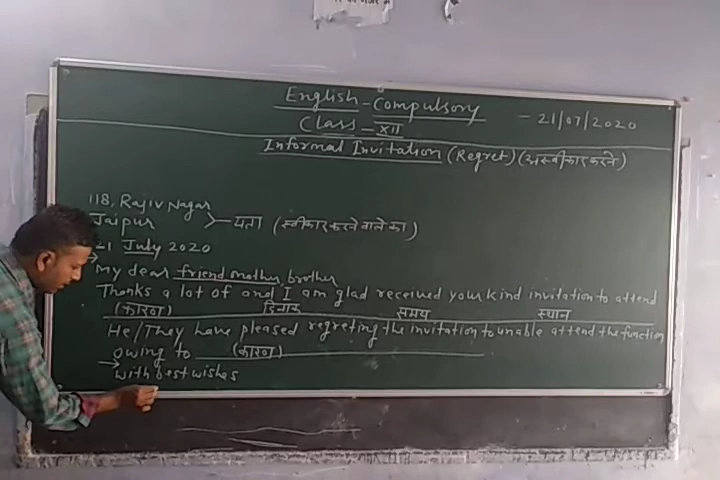 English - Compulsory
Class - XII
- 21/07/2020
Informal Invitation (Regret) (अस्वीकार करने)
118, Rajiv Nagar
Jaipur
पता (स्वीकार करने वाले का)
21 July 2020
My dear friend mother, brother
Thanks a lot of and I am glad received your kind invitation to attend
(कारण) दिनांक समय स्थान
He/They have pleased regreting the invitation to unable attend the function
owing to (कारण)
with best wishes